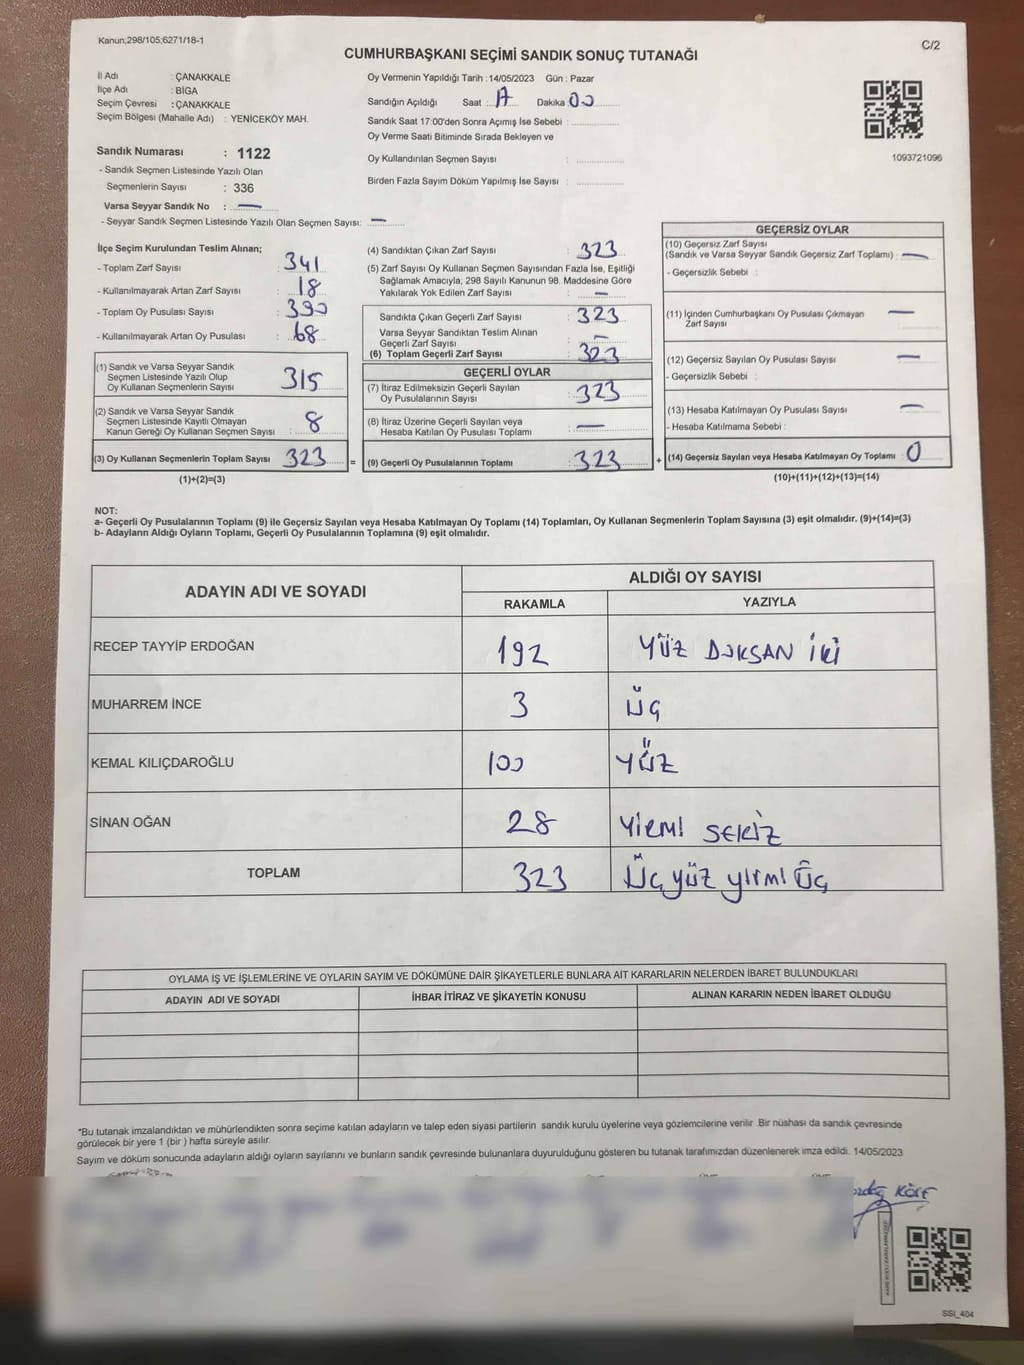 Kanun;298/105;6271/18-1
C/2
CUMHURBAŞKANI SEÇİMİ SANDIK SONUÇ TUTANAĞI
İl Adı : ÇANAKKALE
İlçe Adı : BİGA
Seçim Çevresi : ÇANAKKALE
Seçim Bölgesi (Mahalle Adı) : YENİCEKÖY MAH.
Sandık Numarası : 1122
- Sandık Seçmen Listesinde Yazılı Olan
Seçmenlerin Sayısı : 336
Varsa Seyyar Sandık No : —
- Seyyar Sandık Seçmen Listesinde Yazılı Olan Seçmen Sayısı: —
Oy Vermenin Yapıldığı Tarih :14/05/2023 Gün : Pazar
Sandığın Açıldığı Saat : Dakika 00
Sandık Saat 17:00'den Sonra Açımış İse Sebebi :
Oy Verme Saati Bitiminde Sırada Bekleyen ve
Oy Kullandırılan Seçmen Sayısı :
Birden Fazla Sayım Döküm Yapılmış İse Sayısı :
1093721096
İlçe Seçim Kurulundan Teslim Alınan;
- Toplam Zarf Sayısı : 341
- Kullanılmayarak Artan Zarf Sayısı : 18
- Toplam Oy Pusulası Sayısı : 390
- Kullanılmayarak Artan Oy Pusulası : 68
(1) Sandık ve Varsa Seyyar Sandık
Seçmen Listesinde Yazılı Olup
Oy Kullanan Seçmenlerin Sayısı 315
(2) Sandık ve Varsa Seyyar Sandık
Seçmen Listesinde Kayıtlı Olmayan
Kanun Gereği Oy Kullanan Seçmen Sayısı : 8
(3) Oy Kullanan Seçmenlerin Toplam Sayısı 323 =
(1)+(2)=(3)
(4) Sandıktan Çıkan Zarf Sayısı : 323
(5) Zarf Sayısı Oy Kullanan Seçmen Sayısından Fazla İse, Eşitliği
Sağlamak Amacıyla, 298 Sayılı Kanunun 98. Maddesine Göre
Yakılarak Yok Edilen Zarf Sayısı : —
Sandıkta Çıkan Geçerli Zarf Sayısı : 323
Varsa Seyyar Sandıktan Teslim Alınan
Geçerli Zarf Sayısı : —
(6) Toplam Geçerli Zarf Sayısı : 323
GEÇERLİ OYLAR
(7) İtiraz Edilmeksizin Geçerli Sayılan
Oy Pusulalarının Sayısı : 323
(8) İtiraz Üzerine Geçerli Sayılan veya
Hesaba Katılan Oy Pusulası Toplamı : —
(9) Geçerli Oy Pusulalarının Toplamı : 323 +
GEÇERSİZ OYLAR
(10) Geçersiz Zarf Sayısı
(Sandık ve Varsa Seyyar Sandık Geçersiz Zarf Toplamı) : —
- Geçersizlik Sebebi :
(11) İçinden Cumhurbaşkanı Oy Pusulası Çıkmayan
Zarf Sayısı : —
(12) Geçersiz Sayılan Oy Pusulası Sayısı : —
- Geçersizlik Sebebi :
(13) Hesaba Katılmayan Oy Pusulası Sayısı : —
- Hesaba Katılmama Sebebi :
(14) Geçersiz Sayılan veya Hesaba Katılmayan Oy Toplamı : 0
(10)+(11)+(12)+(13)=(14)
NOT:
a- Geçerli Oy Pusulalarının Toplamı (9) ile Geçersiz Sayılan veya Hesaba Katılmayan Oy Toplamı (14) Toplamları, Oy Kullanan Seçmenlerin Toplam Sayısına (3) eşit olmalıdır. (9)+(14)=(3)
b- Adayların Aldığı Oyların Toplamı, Geçerli Oy Pusulalarının Toplamına (9) eşit olmalıdır.
ADAYIN ADI VE SOYADI ALDIĞI OY SAYISI
RAKAMLA YAZIYLA
RECEP TAYYİP ERDOĞAN 192 YÜZ DOKSAN İKİ
MUHARREM İNCE 3 ÜÇ
KEMAL KILIÇDAROĞLU 100 YÜZ
SİNAN OĞAN 28 YİRMİ SEKİZ
TOPLAM 323 ÜÇ YÜZ YİRMİ ÜÇ
OYLAMA İŞ VE İŞLEMLERİNE VE OYLARIN SAYIM VE DÖKÜMÜNE DAİR ŞİKAYETLERLE BUNLARA AİT KARARLARIN NELERDEN İBARET BULUNDUKLARI
ADAYIN ADI VE SOYADI İHBAR İTİRAZ VE ŞİKAYETİN KONUSU ALINAN KARARIN NEDEN İBARET OLDUĞU
*Bu tutanak imzalandıktan ve mühürlendikten sonra seçime katılan adayların ve talep eden siyasi partilerin sandık kurulu üyelerine veya gözlemcilerine verilir. Bir nüshası da sandık çevresinde
görülecek bir yere 1 (bir ) hafta süreyle asılır.
Sayım ve döküm sonucunda adayların aldığı oyların sayılarını ve bunların sandık çevresinde bulunanlara duyurulduğunu gösteren bu tutanak tarafımızdan düzenlenerek imza edildi. 14/05/2023
KÖSE
SSI_404